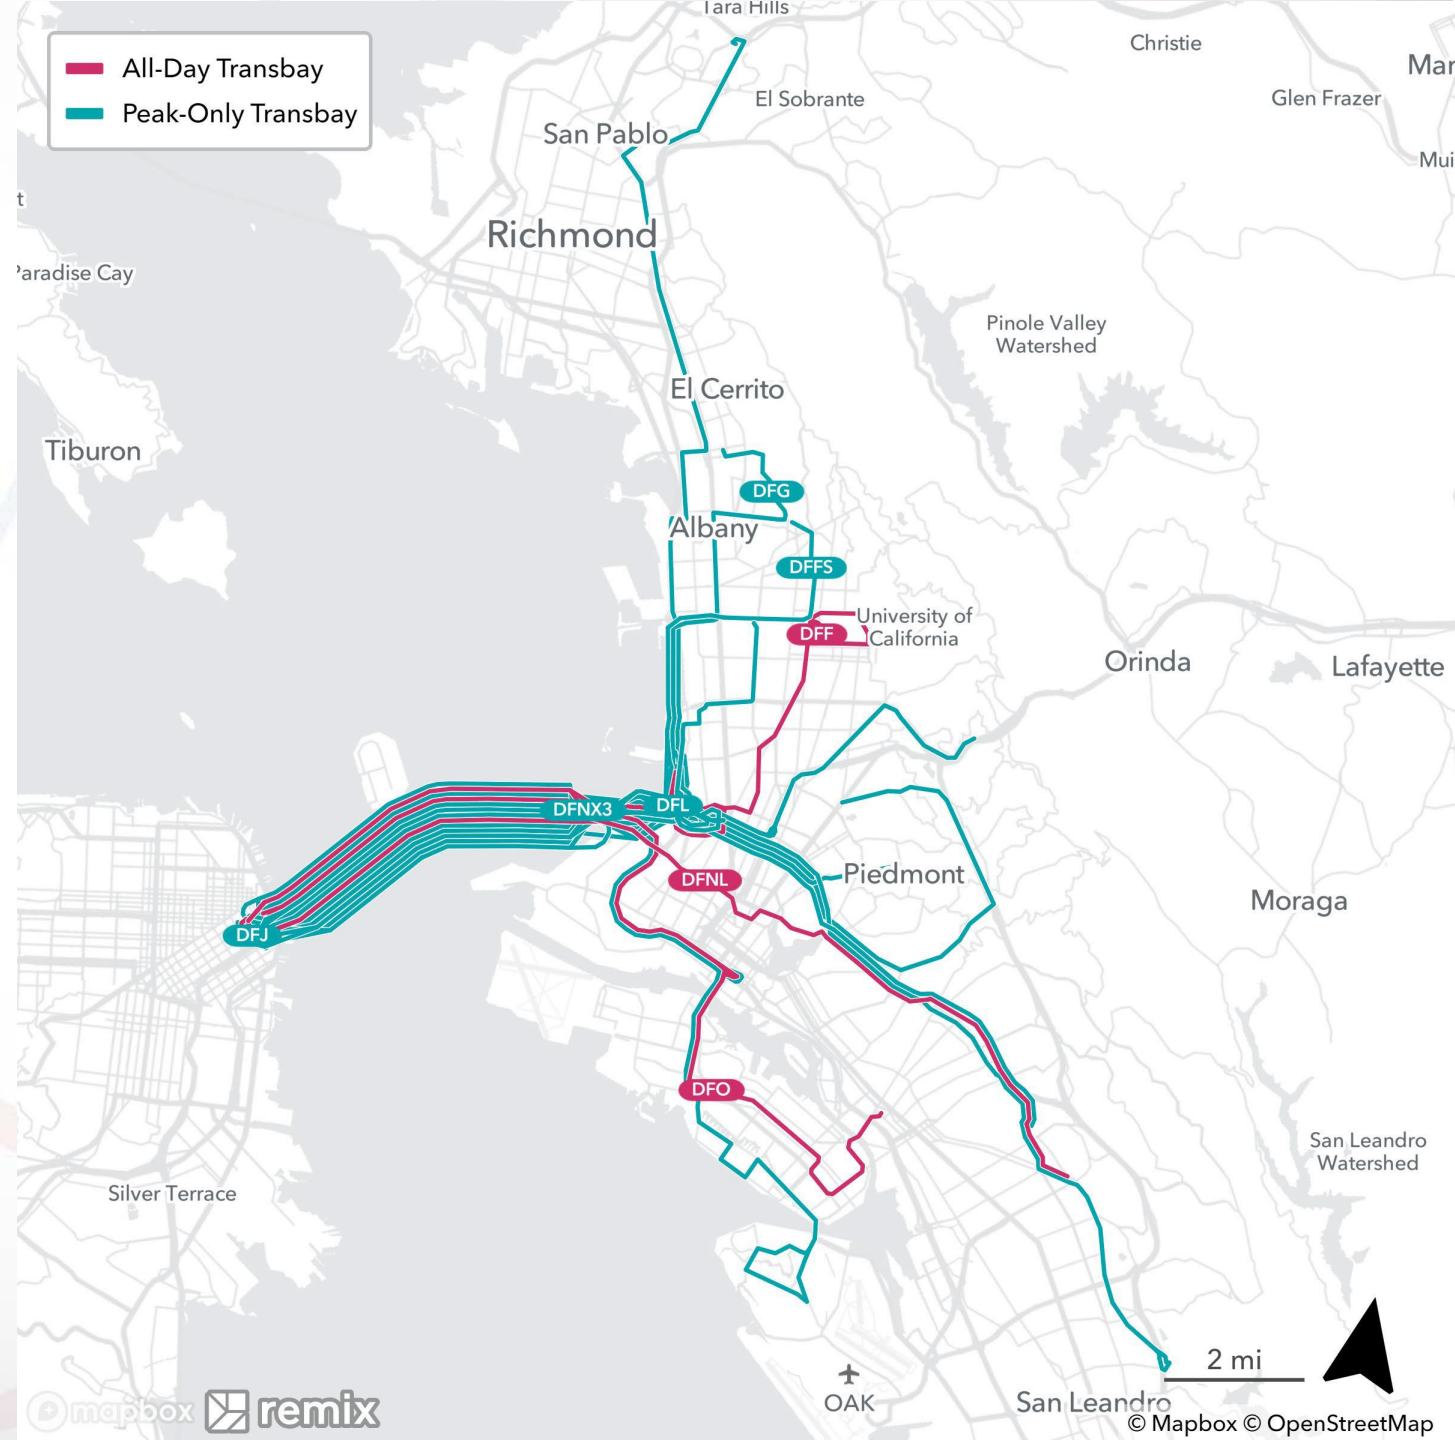 Tara Hills
All-Day Transbay
Peak-Only Transbay
Christie
Mar
El Sobrante
Glen Frazer
San Pablo
Mui
t
Richmond
Paradise Cay
Pinole Valley
Watershed
El Cerrito
Tiburon
DFG
Albany
DFFS
University of
California
DFF
Orinda
Lafayette
DFNX3
DFL
Piedmont
DFNL
Moraga
DFJ
DFO
San Leandro
Watershed
Silver Terrace
2 mi
OAK
San Leandro
mapbox
remix
© Mapbox © OpenStreetMap